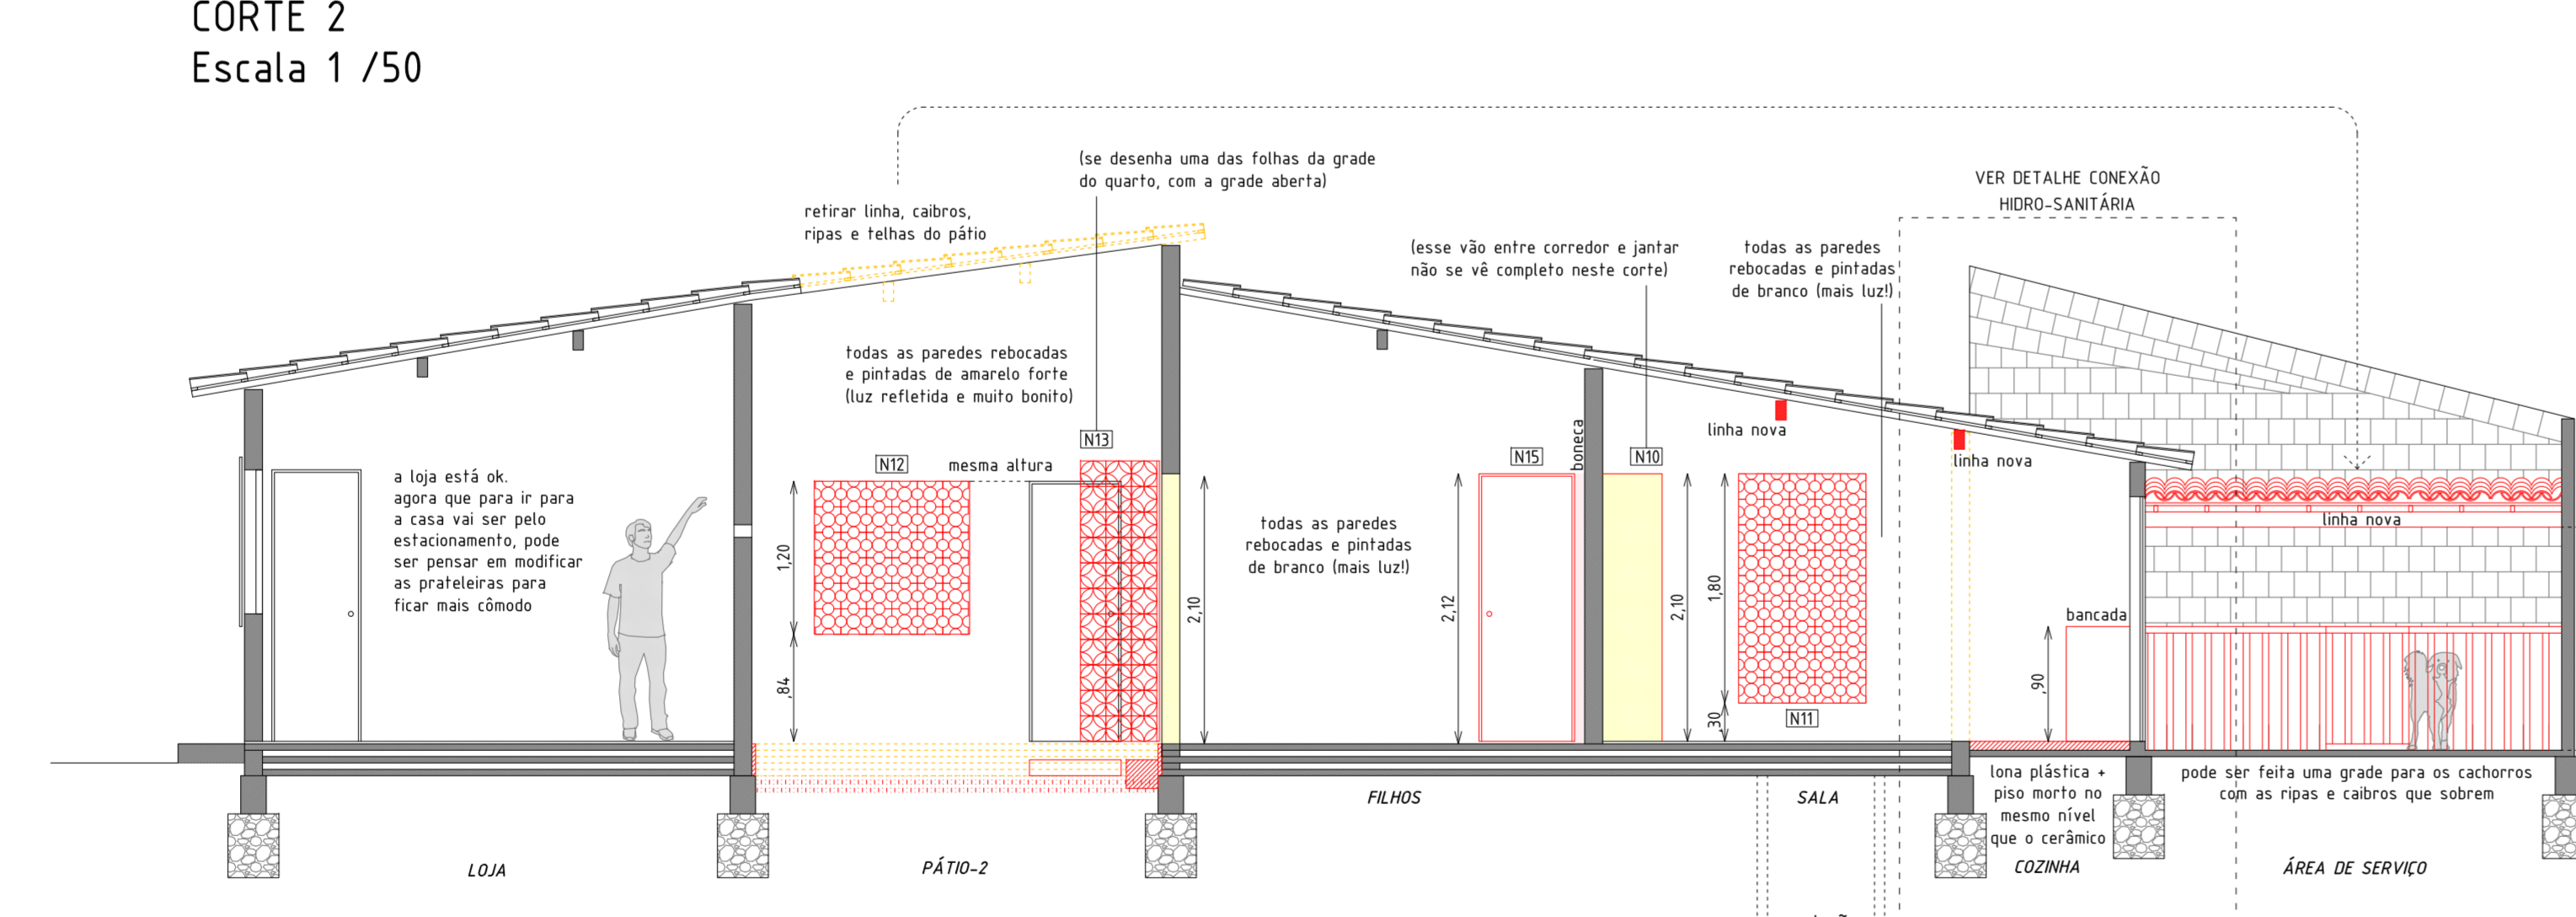 CORTE 2
Escala 1 /50
(se desenha uma das folhas da grade
do quarto, com a grade aberta)
VER DETALHE CONEXÃO
HIDRO-SANITÁRIA
retirar linha, caibros,
ripas e telhas do pátio
(esse vão entre corredor e jantar
não se vê completo neste corte)
todas as paredes
rebocadas e pintadas
de branco (mais luz!)
todas as paredes rebocadas
e pintadas de amarelo forte
(luz refletida e muito bonito)
linha nova
linha nova
linha nova
N13
N12
mesma altura
N15
boneca
N10
a loja está ok.
agora que para ir para
a casa vai ser pelo
estacionamento, pode
ser pensar em modificar
as prateleiras para
ficar mais cômodo
todas as paredes
rebocadas e pintadas
de branco (mais luz!)
1,20
,84
2,10
2,12
2,10
1,80
,30
N11
bancada
,90
lona plástica +
piso morto no
mesmo nível
que o cerâmico
pode ser feita uma grade para os cachorros
com as ripas e caibros que sobrem
LOJA
PÁTIO-2
FILHOS
SALA
COZINHA
ÁREA DE SERVIÇO